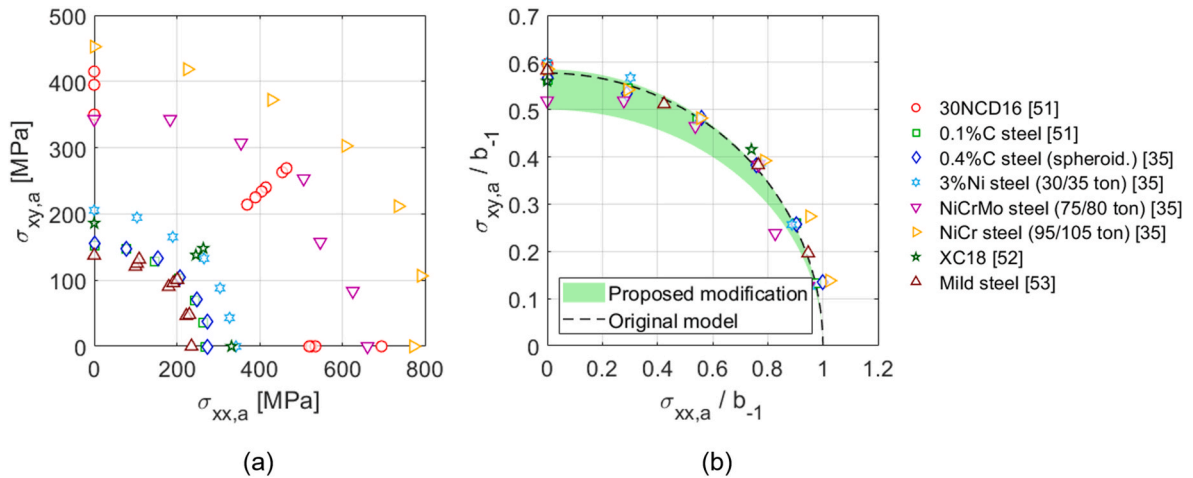 500
400
300
200
100
0
σxy,a [MPa]
0 200 400 600 800
σxx,a [MPa]
(a)
0.7
0.6
0.5
0.4
0.3
0.2
0.1
0
σxy,a / b-1
Proposed modification
Original model
0 0.2 0.4 0.6 0.8 1 1.2
σxx,a / b-1
(b)
30NCD16 [51]
0.1%C steel [51]
0.4%C steel (spheroid.) [35]
3%Ni steel (30/35 ton) [35]
NiCrMo steel (75/80 ton) [35]
NiCr steel (95/105 ton) [35]
XC18 [52]
Mild steel [53]